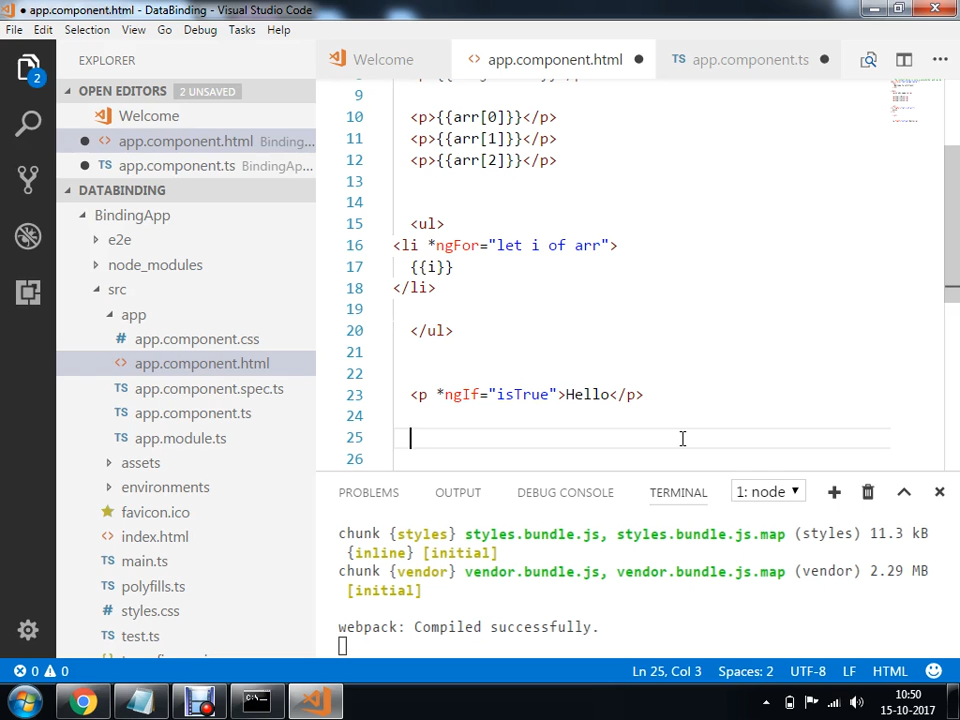 ● app.component.html - DataBinding - Visual Studio Code
File Edit Selection View Go Debug Tasks Help
EXPLORER
Welcome
<> app.component.html ●
TS app.component.ts ●
2
OPEN EDITORS 2 UNSAVED
Welcome
● <> app.component.html Binding...
● TS app.component.ts BindingAp...
DATABINDING
BindingApp
e2e
node_modules
src
app
# app.component.css
<> app.component.html
TS app.component.spec.ts
TS app.component.ts
TS app.module.ts
assets
environments
favicon.ico
<> index.html
TS main.ts
TS polyfills.ts
# styles.css
TS test.ts
9
10 <p>{{arr[0]}}</p>
11 <p>{{arr[1]}}</p>
12 <p>{{arr[2]}}</p>
13
14
15 <ul>
16 <li *ngFor="let i of arr">
17 {{i}}
18 </li>
19
20 </ul>
21
22
23 <p *ngIf="isTrue">Hello</p>
24
25
26
PROBLEMS OUTPUT DEBUG CONSOLE TERMINAL 1: node
chunk {styles} styles.bundle.js, styles.bundle.js.map (styles) 11.3 kB
{inline} [initial]
chunk {vendor} vendor.bundle.js, vendor.bundle.js.map (vendor) 2.29 MB
[initial]
webpack: Compiled successfully.
0 0 Ln 25, Col 3 Spaces: 2 UTF-8 LF HTML
10:50
15-10-2017